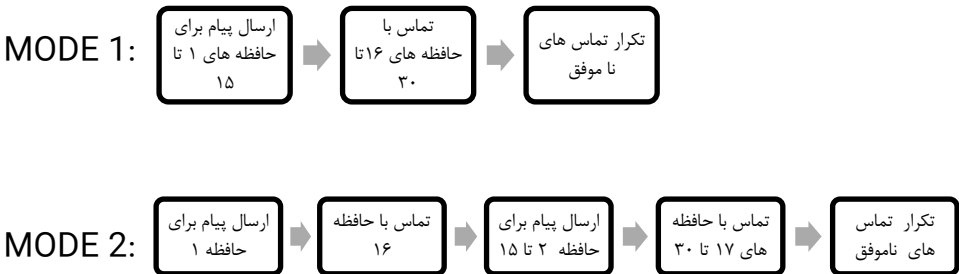 MODE 1:
ارسال پیام برای
حافظه های ۱ تا
۱۵
تماس با
حافظه های ۱۶تا
۳۰
تکرار تماس های
نا موفق
MODE 2:
ارسال پیام برای
حافظه ۱
تماس با حافظه
۱۶
ارسال پیام برای
حافظه ۲ تا ۱۵
تماس با حافظه
های ۱۷ تا ۳۰
تکرار تماس
های ناموفق